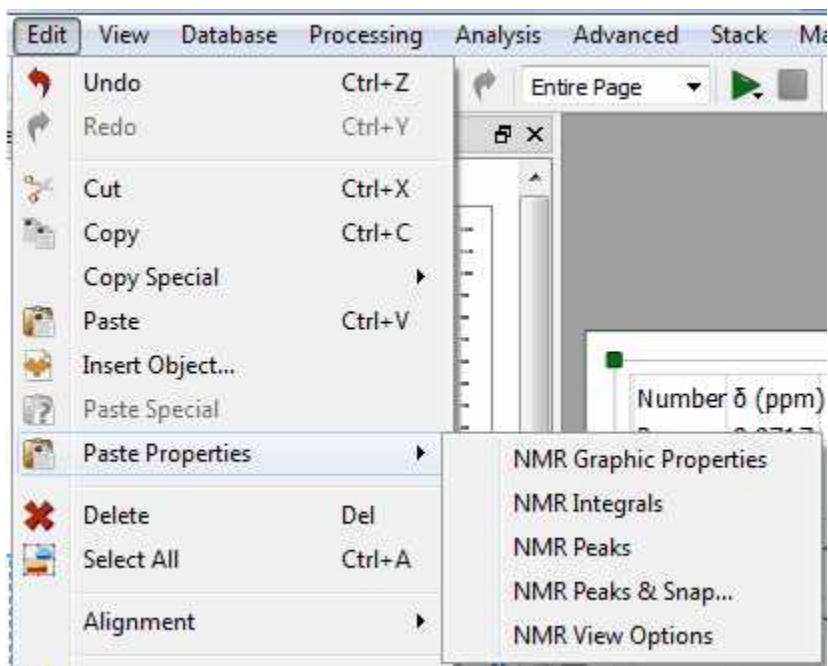 Edit View Database Processing Analysis Advanced Stack Ma
Undo Ctrl+Z
Entire Page
Redo Ctrl+Y
Cut Ctrl+X
Copy Ctrl+C
Copy Special
Paste Ctrl+V
Insert Object...
Paste Special
Number δ (ppm)
Paste Properties
NMR Graphic Properties
NMR Integrals
Delete Del
NMR Peaks
Select All Ctrl+A
NMR Peaks & Snap...
Alignment
NMR View Options